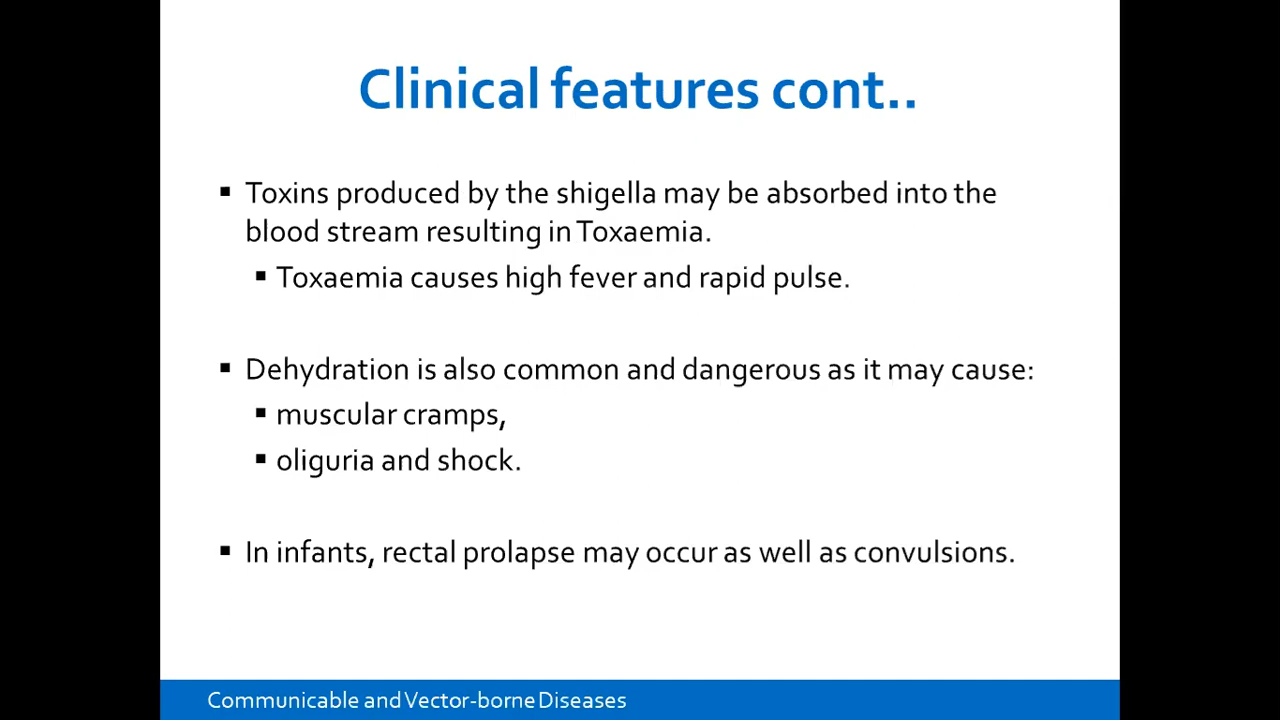 Clinical features cont..
▪ Toxins produced by the shigella may be absorbed into the
blood stream resulting in Toxaemia.
▪ Toxaemia causes high fever and rapid pulse.
▪ Dehydration is also common and dangerous as it may cause:
▪ muscular cramps,
▪ oliguria and shock.
▪ In infants, rectal prolapse may occur as well as convulsions.
Communicable and Vector-borne Diseases